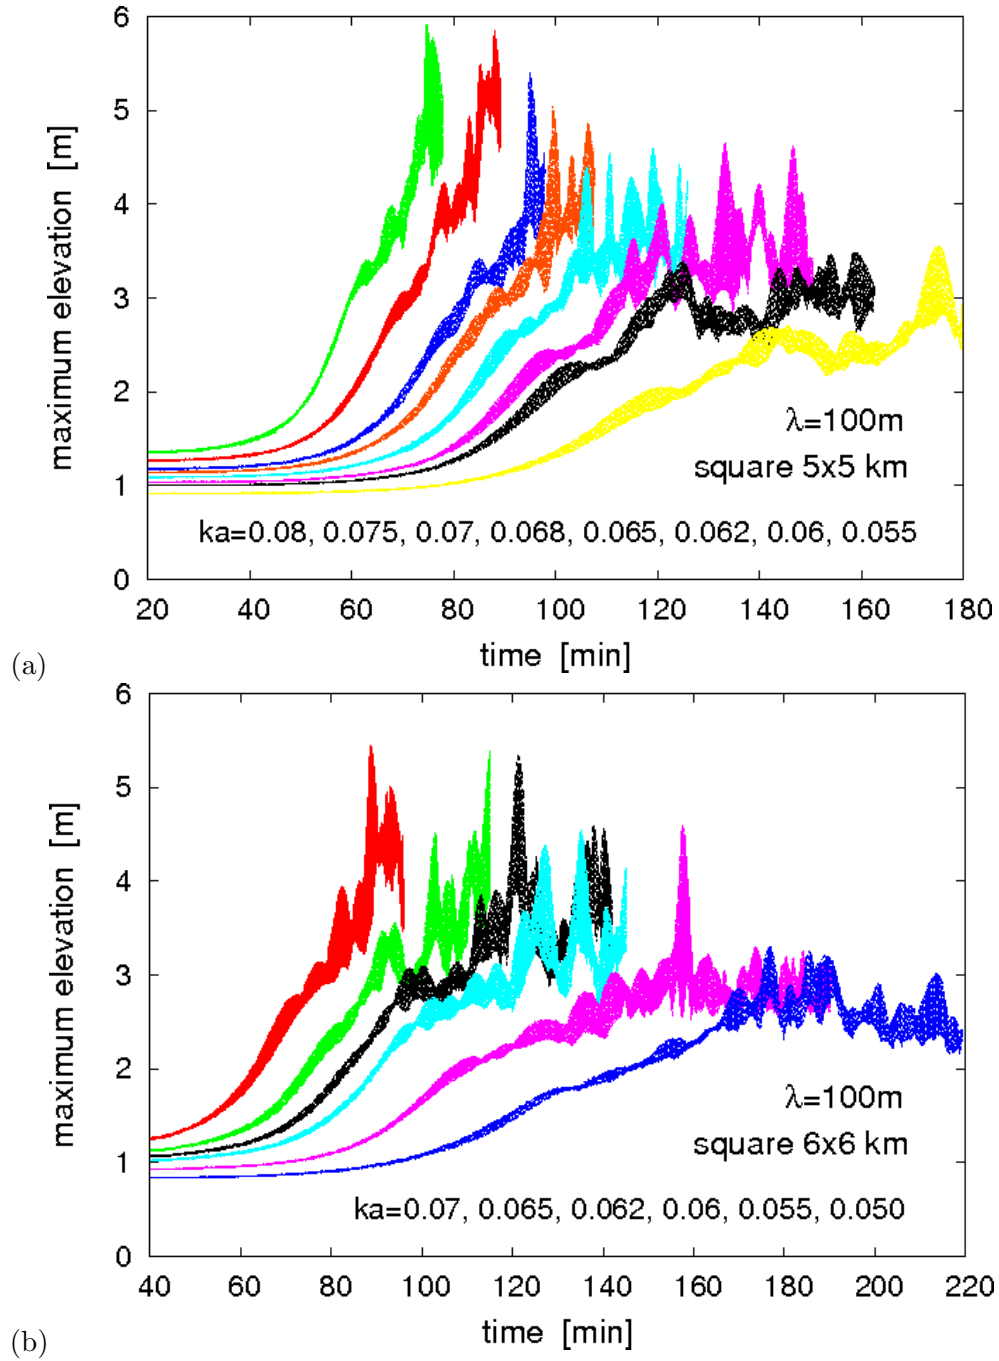 6
5
4
3
2
1
0
maximum elevation [m]
λ=100m
square 5x5 km
ka=0.08, 0.075, 0.07, 0.068, 0.065, 0.062, 0.06, 0.055
20 40 60 80 100 120 140 160 180
time [min]
(a)
6
5
4
3
2
1
0
maximum elevation [m]
λ=100m
square 6x6 km
ka=0.07, 0.065, 0.062, 0.06, 0.055, 0.050
40 60 80 100 120 140 160 180 200 220
time [min]
(b)